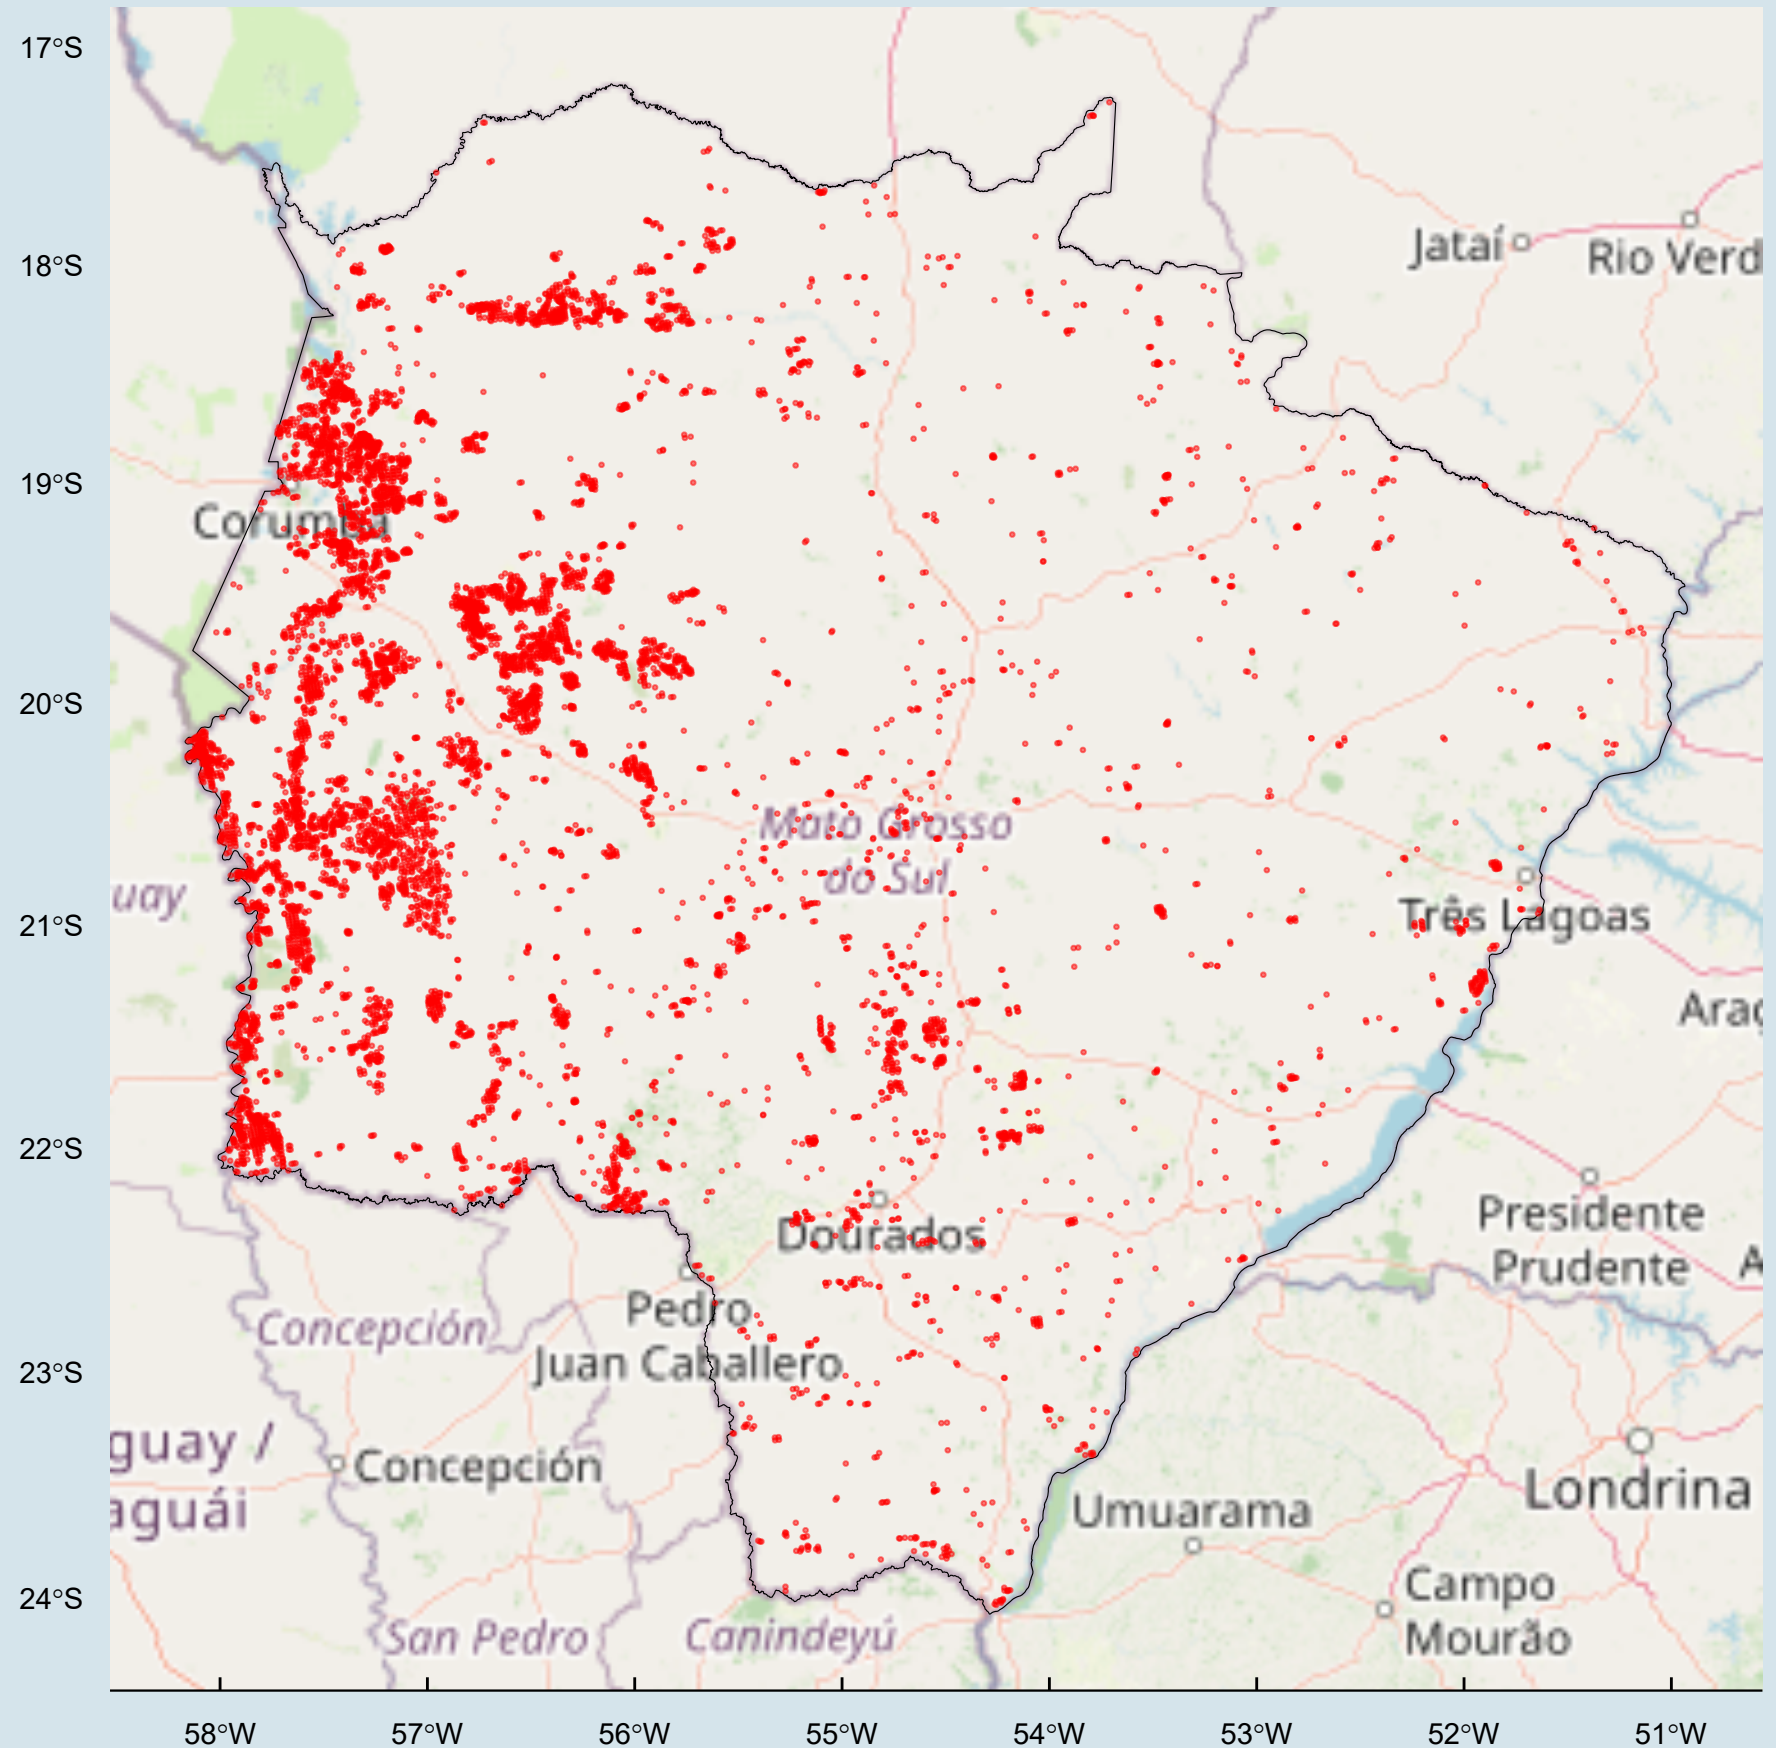 17°S
18°S
19°S
20°S
21°S
22°S
23°S
24°S
58°W
57°W
56°W
55°W
54°W
53°W
52°W
51°W
Jataí
Rio Verd
Corumbá
Mato Grosso
do Sul
uay
Três Lagoas
Araç
Dourados
Presidente
Prudente
A
Pedro
Juan Caballero
Concepción
guay /
aguái
Concepción
Umuarama
Londrina
Campo
Mourão
San Pedro
Canindeyú